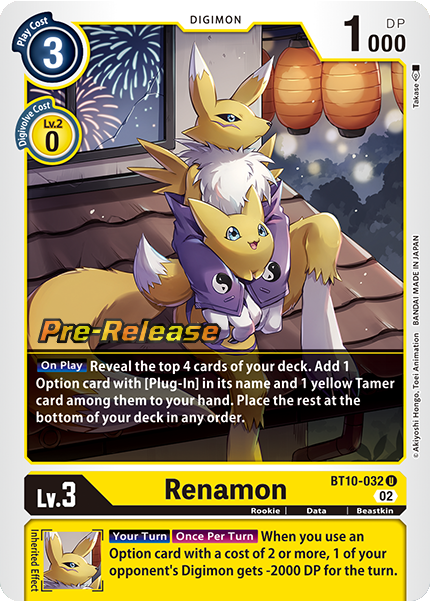 Play Cost
3
DIGIMON
DP
1000
Digivolve Cost
Lv.2
0
Takase
Pre-Release
On Play Reveal the top 4 cards of your deck. Add 1
Option card with [Plug-In] in its name and 1 yellow Tamer
card among them to your hand. Place the rest at the
bottom of your deck in any order.
© Akiyoshi Hongo, Toei Animation BANDAI MADE IN JAPAN
Lv.3
Renamon
BT10-032 U
02
Rookie | Data | Beastkin
Inherited Effect
Your Turn Once Per Turn When you use an
Option card with a cost of 2 or more, 1 of your
opponent's Digimon gets -2000 DP for the turn.